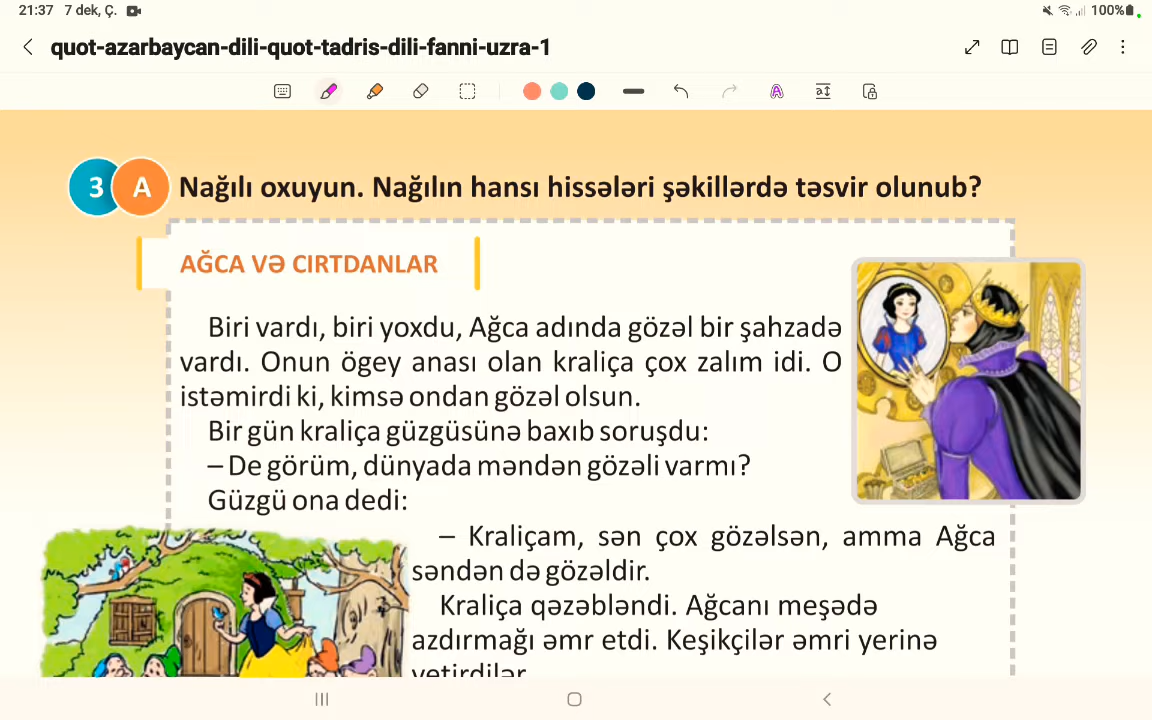 21:37 7 dek, Ç. 100%
quot-azarbaycan-dili-quot-tadris-dili-fanni-uzra-1
3 A Nağılı oxuyun. Nağılın hansı hissələri şəkillərdə təsvir olunub?
AĞCA VƏ CIRTDANLAR
Biri vardı, biri yoxdu, Ağca adında gözəl bir şahzadə
vardı. Onun ögey anası olan kraliça çox zalım idi. O
istəmirdi ki, kimsə ondan gözəl olsun.
Bir gün kraliça güzgüsünə baxıb soruşdu:
– De görüm, dünyada məndən gözəli varmı?
Güzgü ona dedi:
– Kraliçam, sən çox gözəlsən, amma Ağca
səndən də gözəldir.
Kraliça qəzəbləndi. Ağcanı meşədə
azdırmağı əmr etdi. Keşikçilər əmri yerinə
yetirdilər.